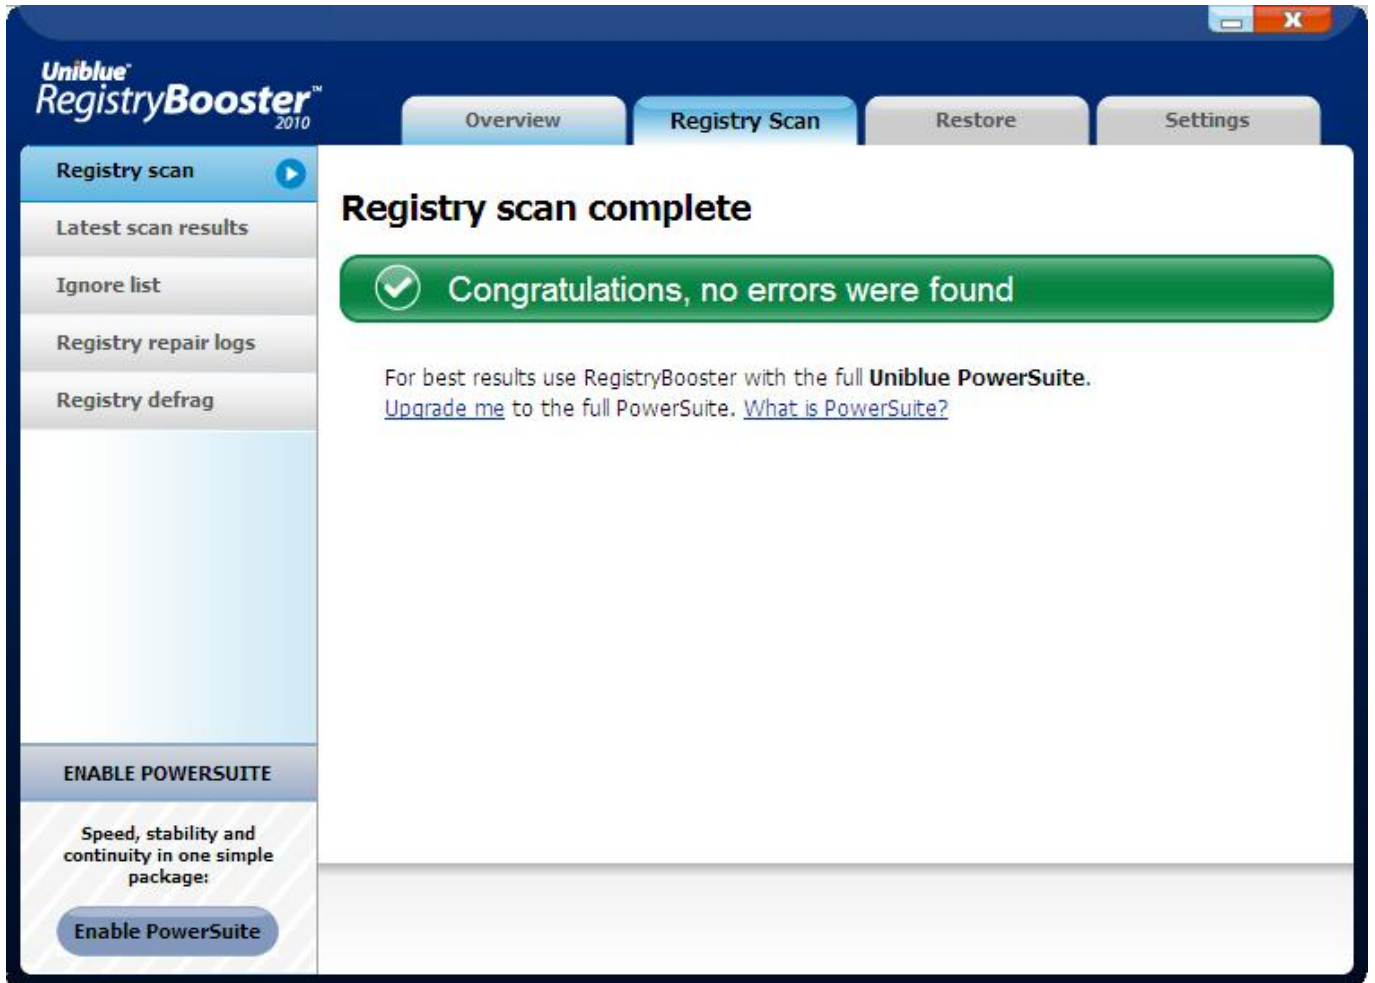 X
Uniblue™
RegistryBooster™
2010
Overview
Registry Scan
Restore
Settings
Registry scan
Latest scan results
Ignore list
Registry repair logs
Registry defrag
Registry scan complete
Congratulations, no errors were found
For best results use RegistryBooster with the full Uniblue PowerSuite.
Upgrade me to the full PowerSuite. What is PowerSuite?
ENABLE POWERSUITE
Speed, stability and
continuity in one simple
package:
Enable PowerSuite